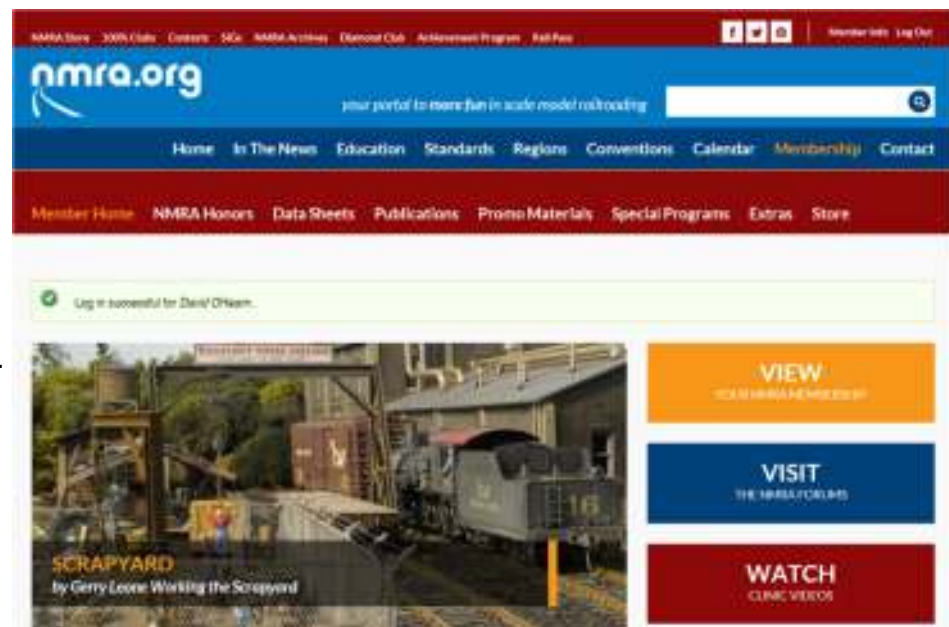 NMRA Store 100% Clubs Contests SIGs NMRA Archives Diamond Club Achievement Program Rail Pass
Member Info Log Out
nmra.org
your portal to more fun in scale model railroading
Home In The News Education Standards Regions Conventions Calendar Membership Contact
Member Home NMRA Honors Data Sheets Publications Promo Materials Special Programs Extras Store
Log in successful for David O'Hearn.
VIEW
YOUR NMRA MEMBERSHIP
VISIT
THE NMRA FORUMS
16
SCRAPYARD
by Gerry Leone Working the Scrapyard
WATCH
CLINIC VIDEOS